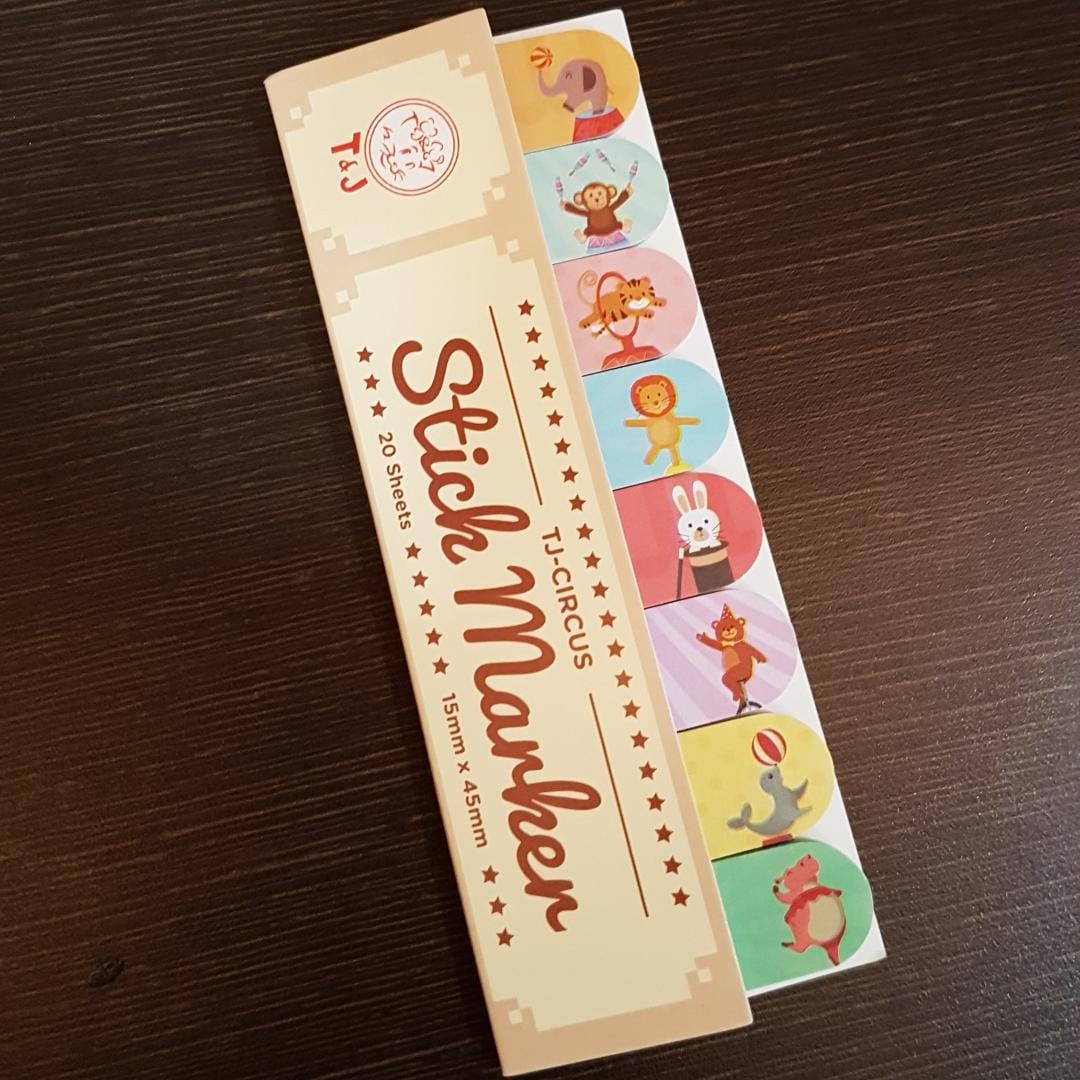 T&J
TJ-CIRCUS
Stick Marker
20 Sheets
15mm x 45mm